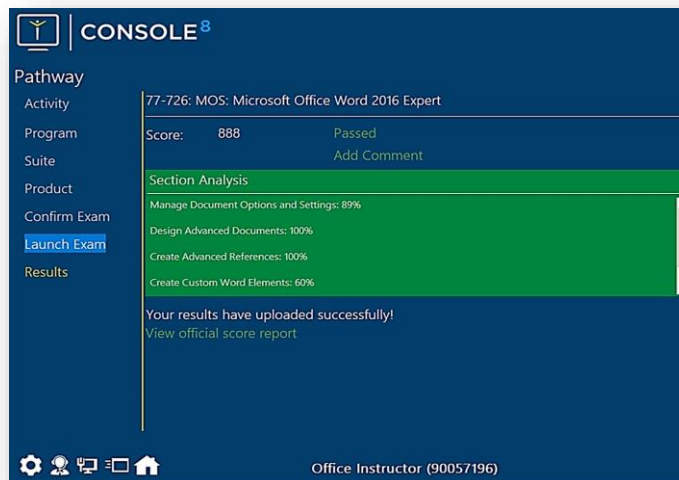 CONSOLE8
Pathway
Activity
Program
Suite
Product
Confirm Exam
Launch Exam
Results
77-726: MOS: Microsoft Office Word 2016 Expert
Score: 888 Passed
Add Comment
Section Analysis
Manage Document Options and Settings: 89%
Design Advanced Documents: 100%
Create Advanced References: 100%
Create Custom Word Elements: 60%
Your results have uploaded successfully!
View official score report
Office Instructor (90057196)